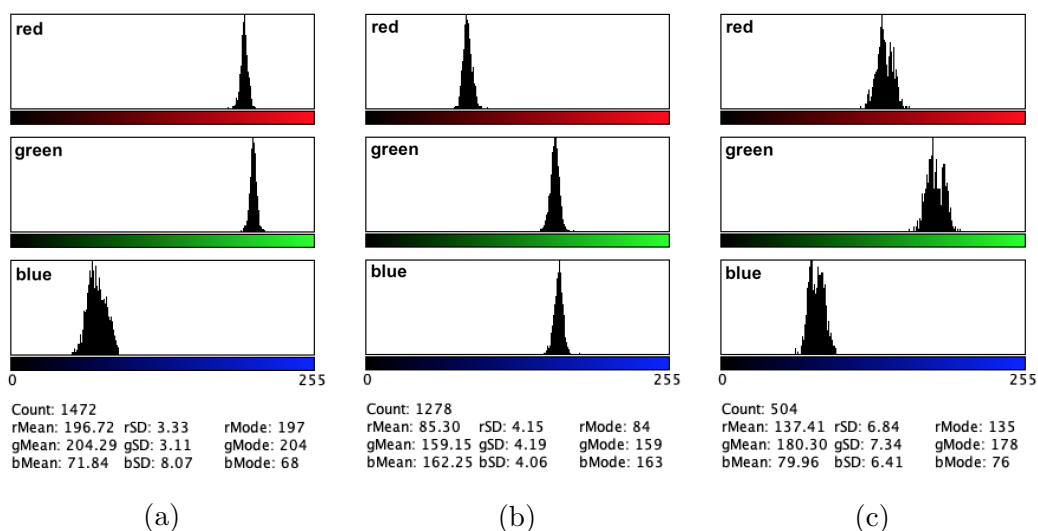 red
green
blue
0 255
Count: 1472
rMean: 196.72 rSD: 3.33 rMode: 197
gMean: 204.29 gSD: 3.11 gMode: 204
bMean: 71.84 bSD: 8.07 bMode: 68
(a)
red
green
blue
0 255
Count: 1278
rMean: 85.30 rSD: 4.15 rMode: 84
gMean: 159.15 gSD: 4.19 gMode: 159
bMean: 162.25 bSD: 4.06 bMode: 163
(b)
red
green
blue
0 255
Count: 504
rMean: 137.41 rSD: 6.84 rMode: 135
gMean: 180.30 gSD: 7.34 gMode: 178
bMean: 79.96 bSD: 6.41 bMode: 76
(c)